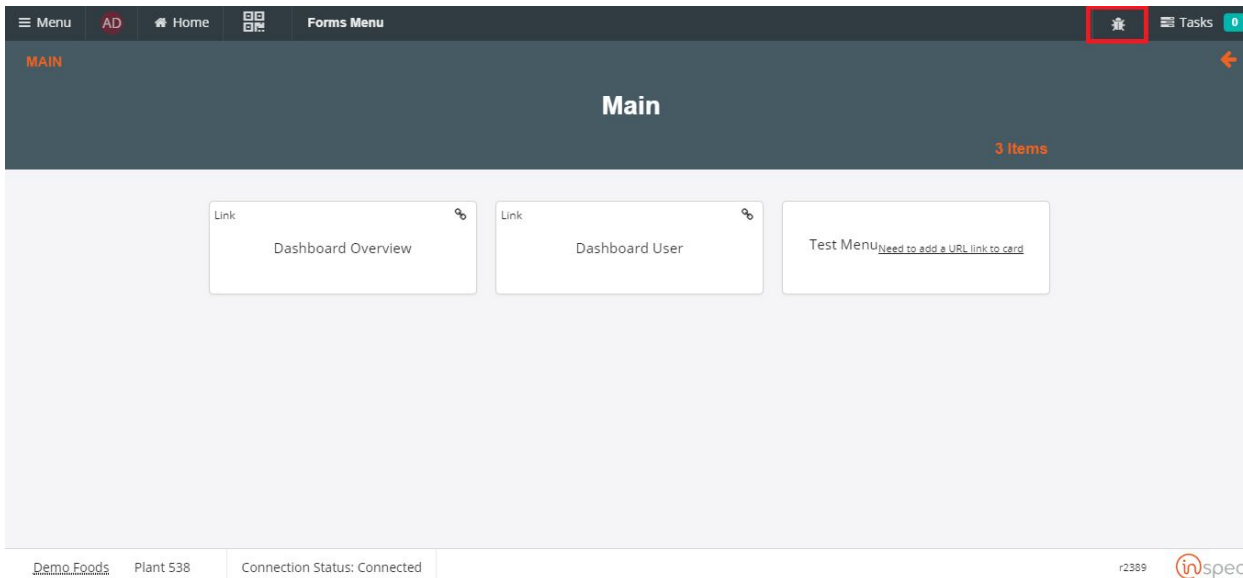 Menu AD Home Forms Menu Tasks 0
MAIN
Main
3 Items
Link
Dashboard Overview
Link
Dashboard User
Test Menu Need to add a URL link to card
Demo Foods Plant 538 Connection Status: Connected r2389 inspec